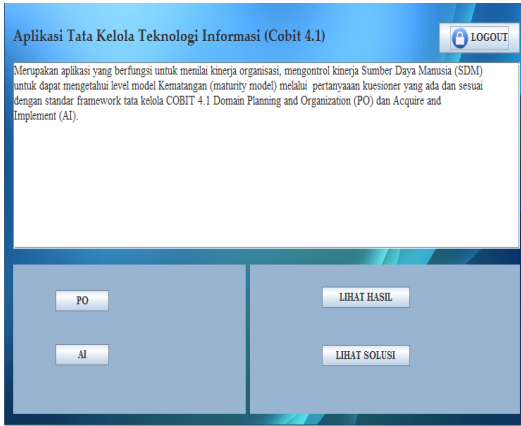 Aplikasi Tata Kelola Teknologi Informasi (Cobit 4.1)
LOGOUT
Merupakan aplikasi yang berfungsi untuk menilai kinerja organisasi, mengontrol kinerja Sumber Daya Manusia (SDM)
untuk dapat mengetahui level model Kematangan (maturity model) melalui pertanyaaan kuesioner yang ada dan sesuai
dengan standar framework tata kelola COBIT 4.1 Domain Planning and Organization (PO) dan Acquire and
Implement (AI).
PO
LIHAT HASIL
AI
LIHAT SOLUSI